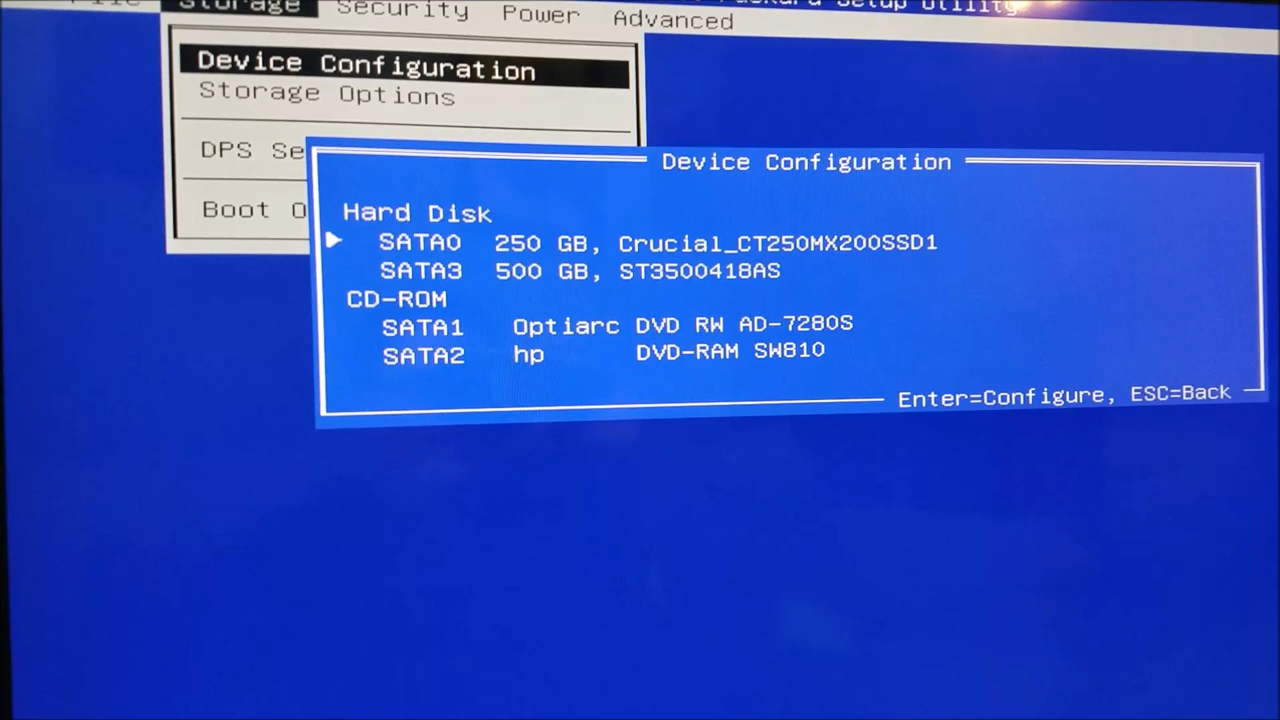 Storage Security Power Advanced
Setup Utility
Device Configuration
Storage Options
DPS Se
Boot O
Device Configuration
Hard Disk
SATA0 250 GB, Crucial_CT250MX200SSD1
SATA3 500 GB, ST3500418AS
CD-ROM
SATA1 Optiarc DVD RW AD-7280S
SATA2 hp DVD-RAM SW810
Enter=Configure, ESC=Back